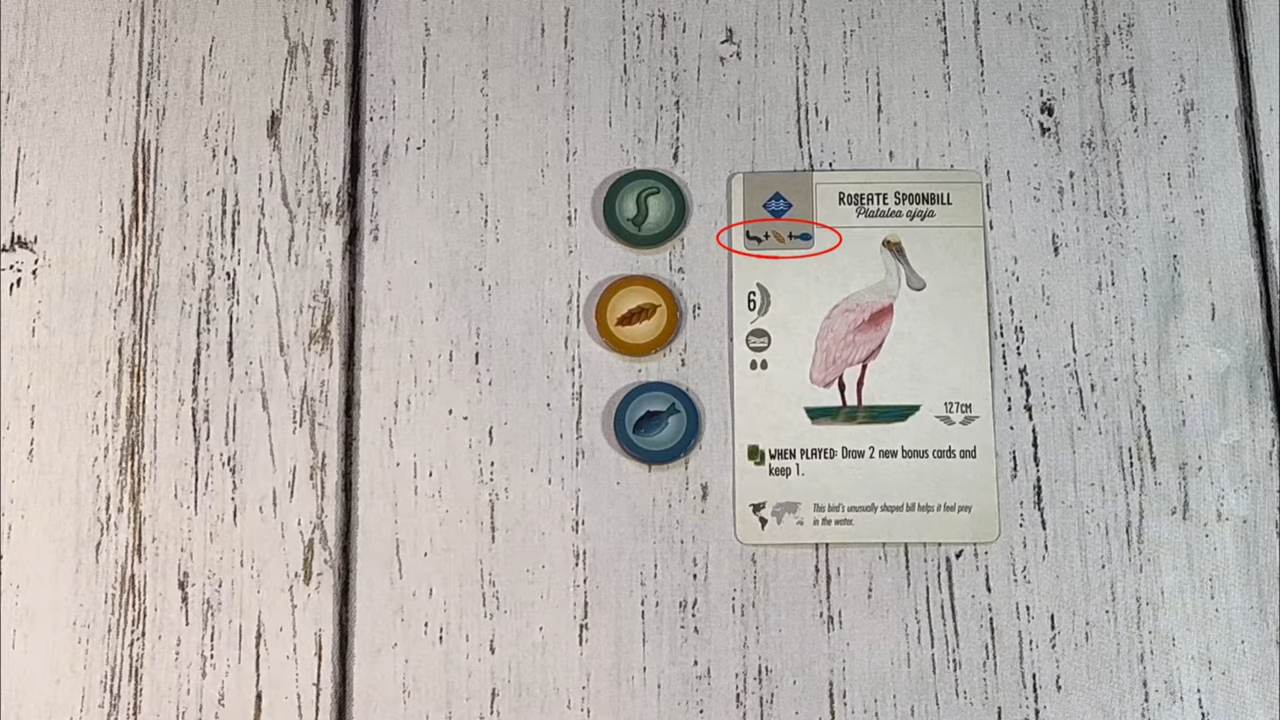 Roseate Spoonbill
Platalea ajaja
+ +
6
127cm
WHEN PLAYED: Draw 2 new bonus cards and
keep 1.
This bird's unusually shaped bill helps it feel prey
in the water.